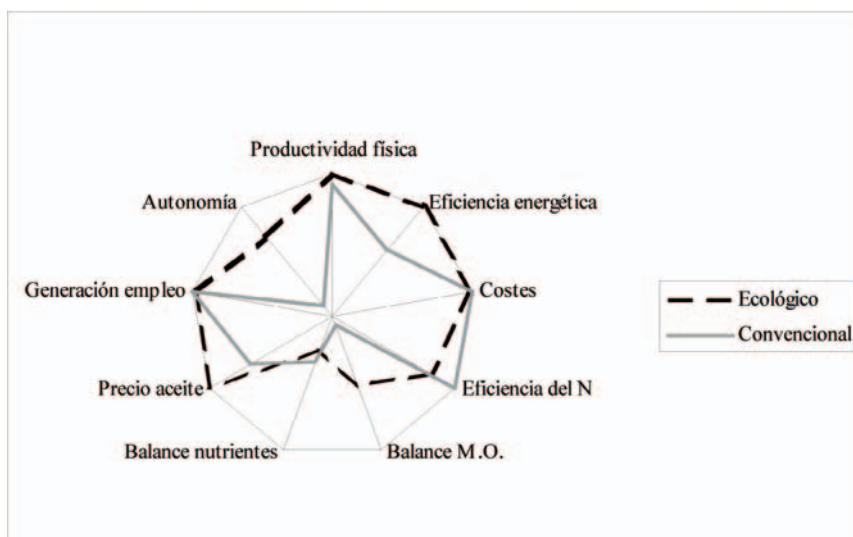 Productividad física
Autonomía
Eficiencia energética
Generación empleo
Costes
Ecológico
Convencional
Precio aceite
Eficiencia del N
Balance nutrientes
Balance M.O.